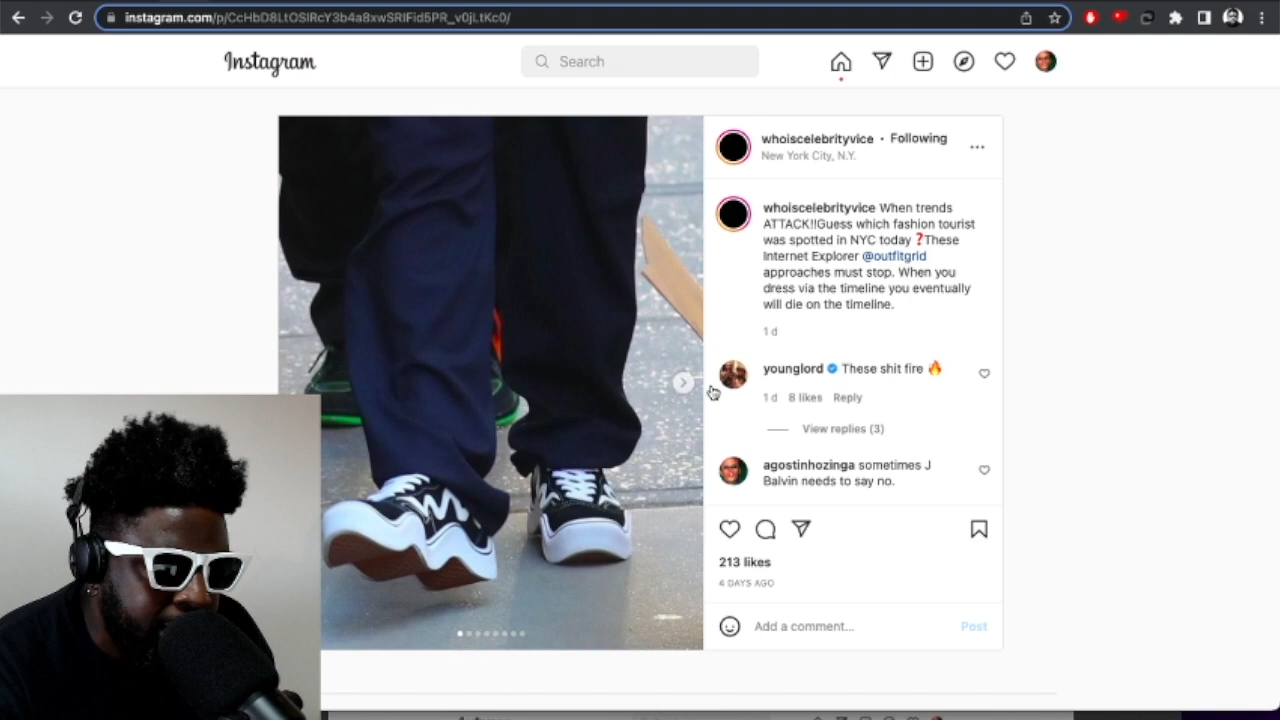 instagram.com/p/CcHbD8LtOSIRcY3b4a8xwSRIFid5PR_v0jLtKc0/
Instagram
Search
whoiscelebrityvice • Following
New York City, N.Y.
whoiscelebrityvice When trends
ATTACK!!Guess which fashion tourist
was spotted in NYC today ❓These
Internet Explorer @outfitgrid
approaches must stop. When you
dress via the timeline you eventually
will die on the timeline.
1 d
younglord These shit fire 🔥
1 d 8 likes Reply
View replies (3)
agostinhozinga sometimes J
Balvin needs to say no.
213 likes
4 DAYS AGO
Add a comment... Post